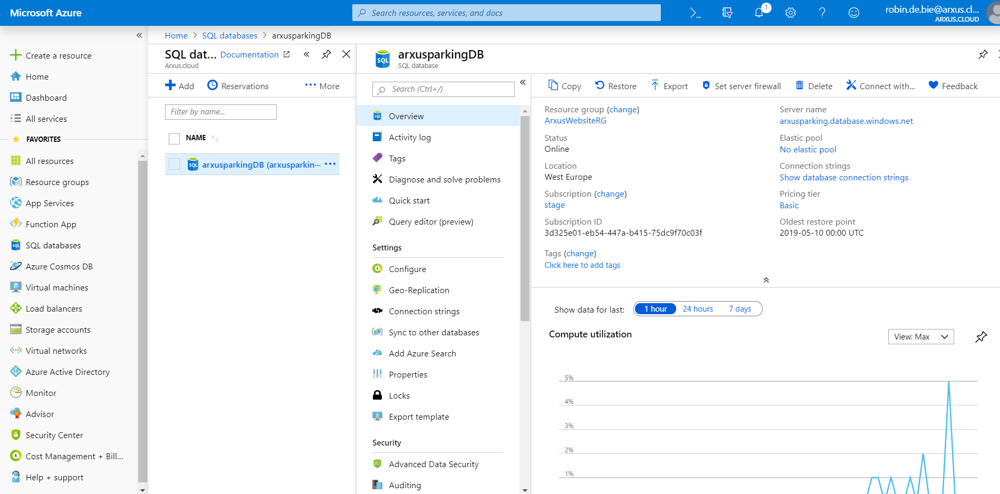 Microsoft Azure
Search resources, services, and docs
1
robin.de.bie@arxus.cl...
ARXUS.CLOUD
Create a resource
Home
Dashboard
All services
FAVORITES
All resources
Resource groups
App Services
Function App
SQL databases
Azure Cosmos DB
Virtual machines
Load balancers
Storage accounts
Virtual networks
Azure Active Directory
Monitor
Advisor
Security Center
Cost Management + Bill...
Help + support
Home > SQL databases > arxusparkingDB
SQL dat... Documentation
Arxus.cloud
Add Reservations More
Filter by name...
NAME
SQL arxusparkingDB (arxusparkin...
SQL arxusparkingDB
SQL database
Search (Ctrl+/)
Overview
Activity log
Tags
Diagnose and solve problems
Quick start
Query editor (preview)
Settings
Configure
Geo-Replication
Connection strings
Sync to other databases
Add Azure Search
Properties
Locks
Export template
Security
Advanced Data Security
Auditing
Copy Restore Export Set server firewall Delete Connect with... Feedback
Resource group (change)
ArxusWebsiteRG
Status
Online
Location
West Europe
Subscription (change)
stage
Subscription ID
3d325e01-eb54-447a-b415-75dc9f70c03f
Tags (change)
Click here to add tags
Server name
arxusparking.database.windows.net
Elastic pool
No elastic pool
Connection strings
Show database connection strings
Pricing tier
Basic
Oldest restore point
2019-05-10 00:00 UTC
Show data for last: 1 hour 24 hours 7 days
Compute utilization
View: Max
5%
4%
3%
2%
1%